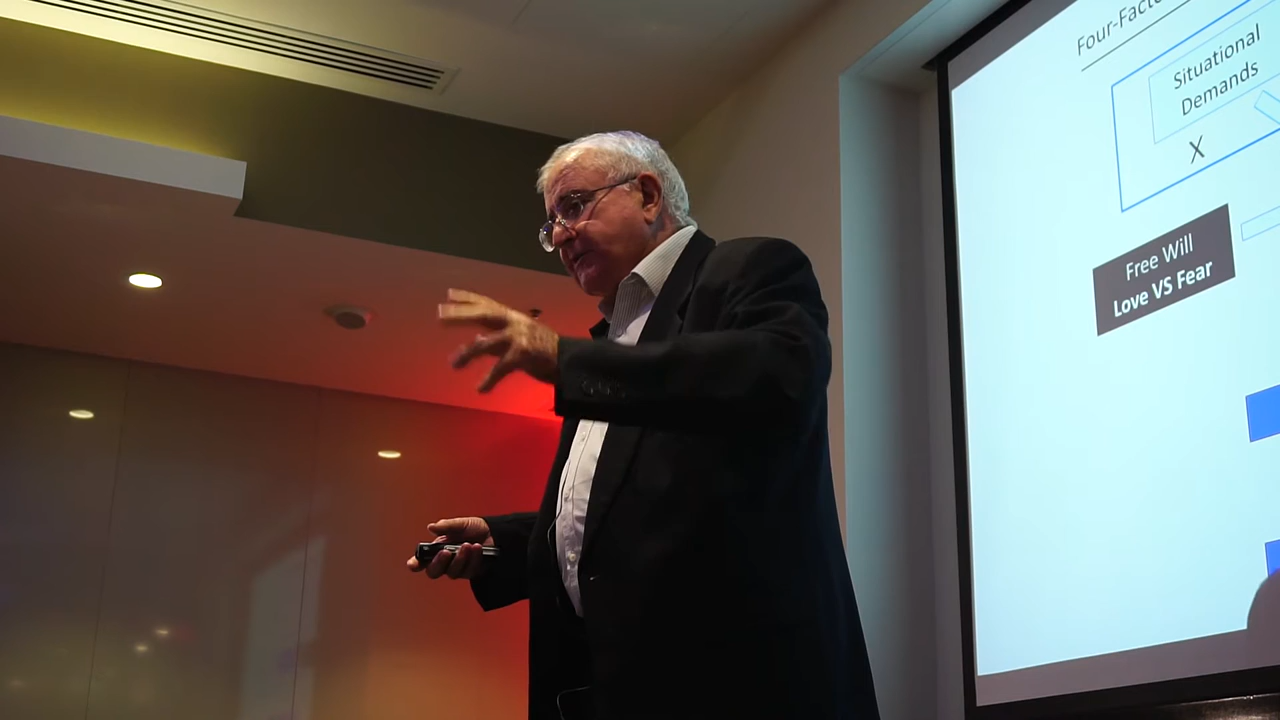 Four-Facto
Situational
Demands
X
Free Will
Love VS Fear